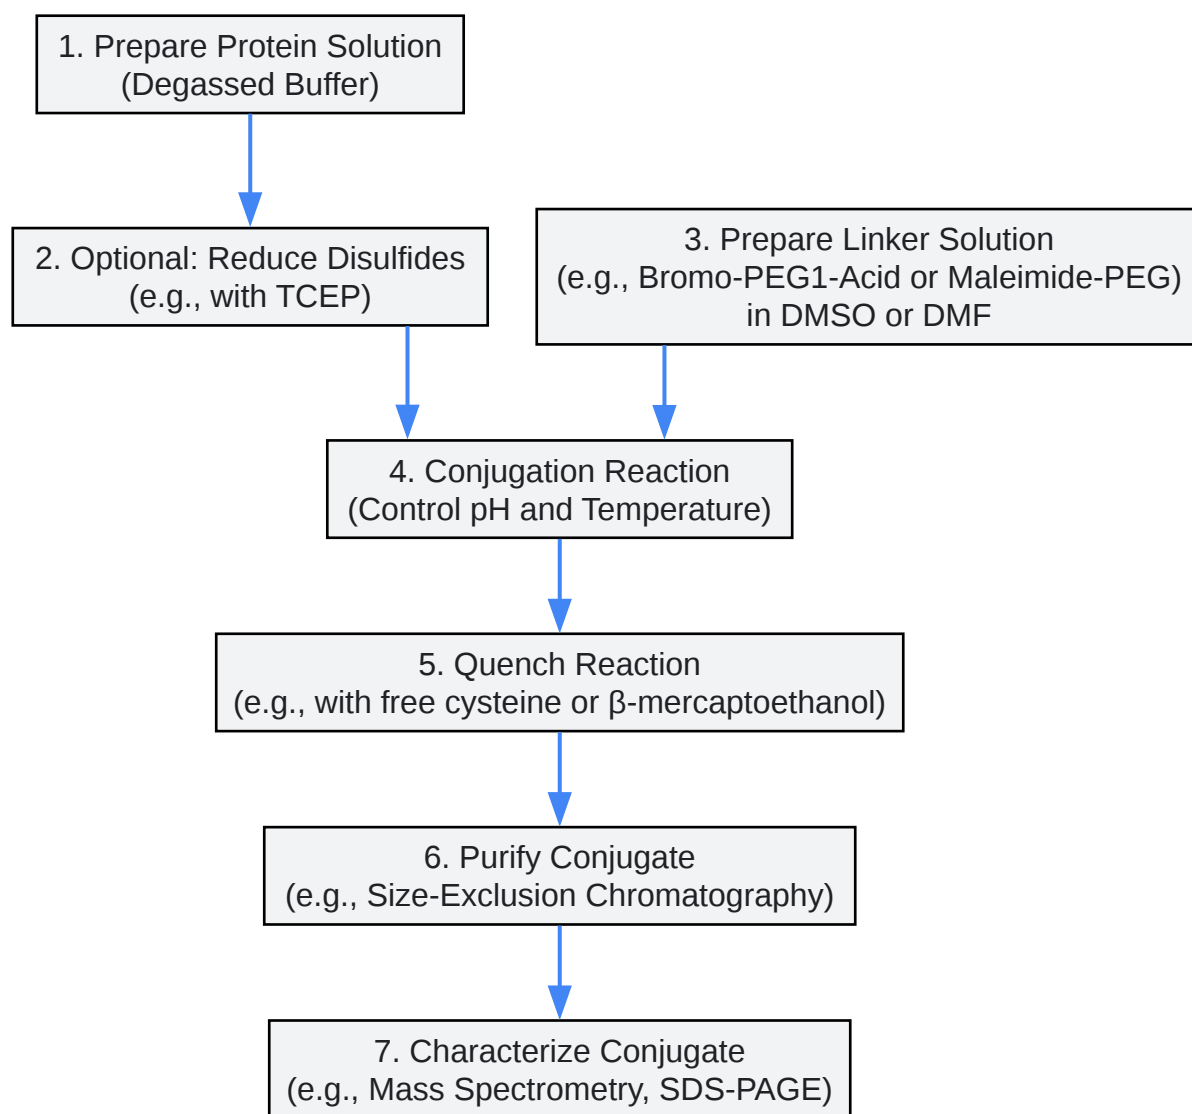 1. Prepare Protein Solution
(Degassed Buffer)
2. Optional: Reduce Disulfides
(e.g., with TCEP)
3. Prepare Linker Solution
(e.g., Bromo-PEG1-Acid or Maleimide-PEG)
in DMSO or DMF
4. Conjugation Reaction
(Control pH and Temperature)
5. Quench Reaction
(e.g., with free cysteine or β-mercaptoethanol)
6. Purify Conjugate
(e.g., Size-Exclusion Chromatography)
7. Characterize Conjugate
(e.g., Mass Spectrometry, SDS-PAGE)